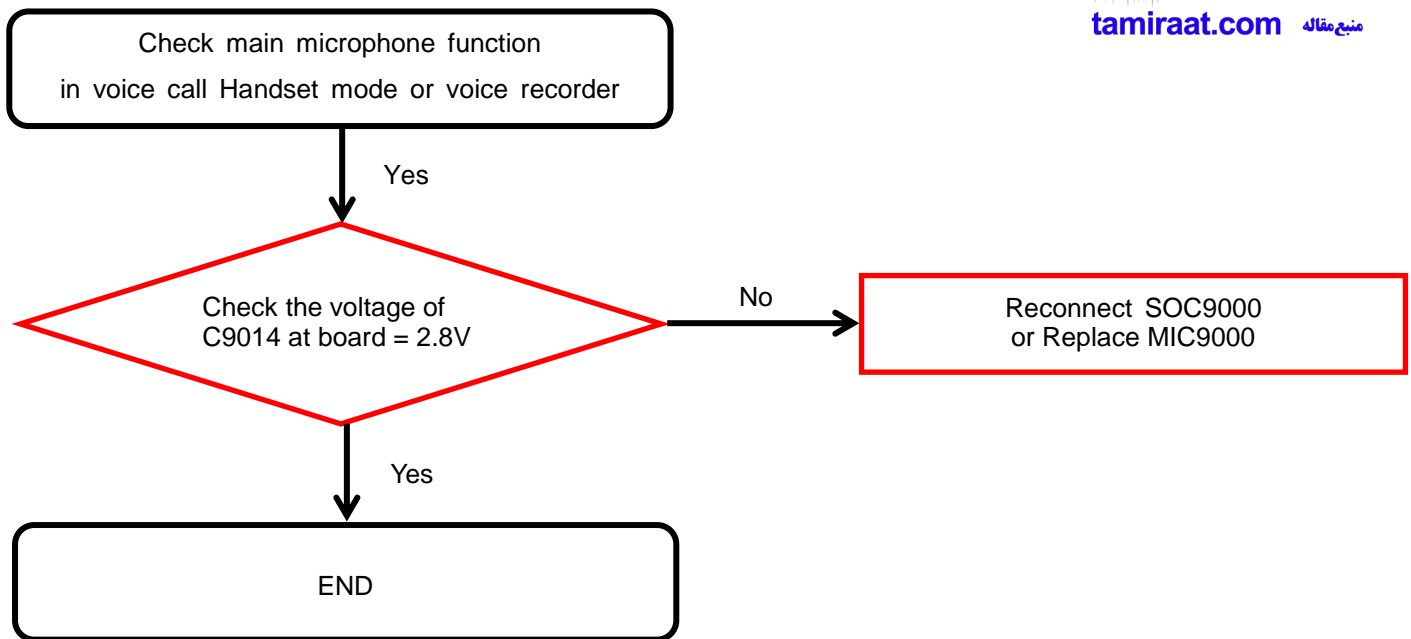 tamiraat.com منبع مقاله
Check main microphone function
in voice call Handset mode or voice recorder
Yes
Check the voltage of
C9014 at board = 2.8V
No
Reconnect SOC9000
or Replace MIC9000
Yes
END